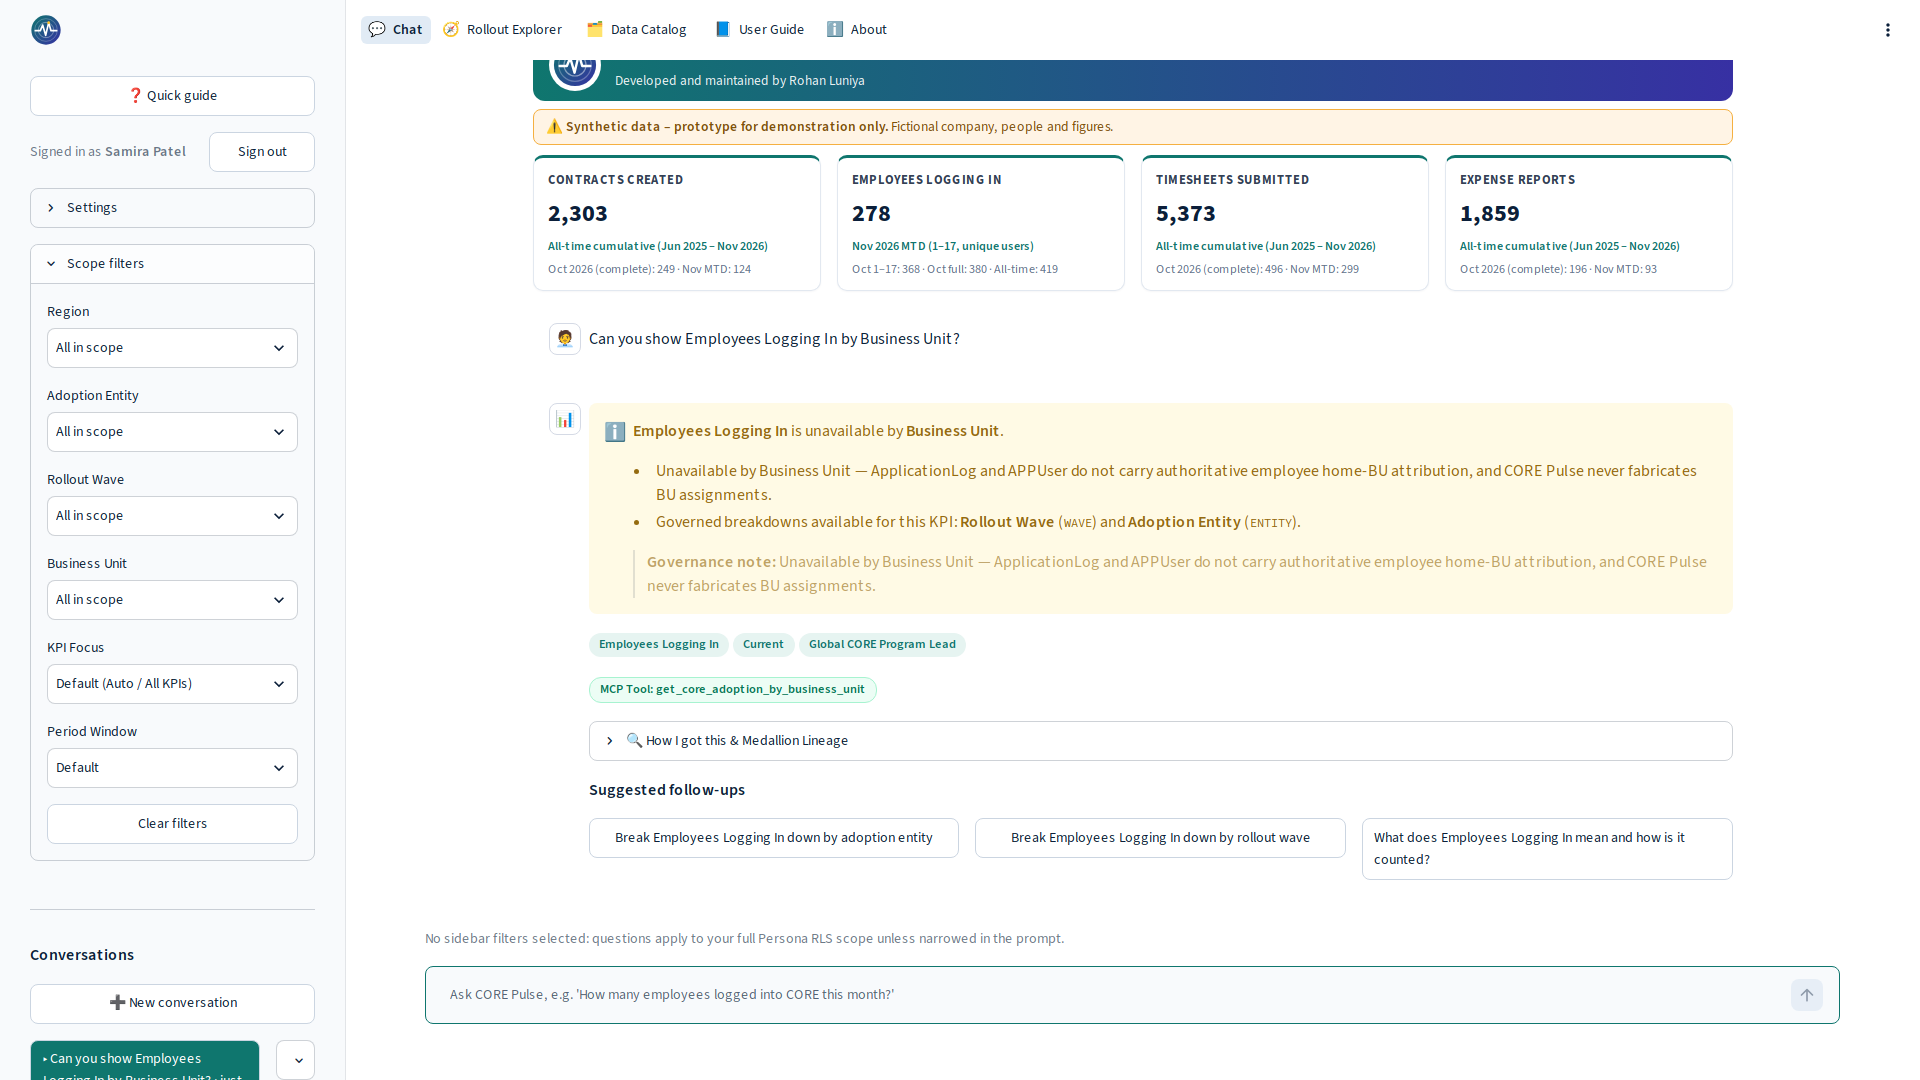 💬 Chat
🧭 Rollout Explorer
🗂️ Data Catalog
📘 User Guide
ℹ️ About
❓ Quick guide
Signed in as Samira Patel
Sign out
Settings
Scope filters
Region
All in scope
Adoption Entity
All in scope
Rollout Wave
All in scope
Business Unit
All in scope
KPI Focus
Default (Auto / All KPIs)
Period Window
Default
Clear filters
Conversations
➕ New conversation
▸ Can you show Employees
Logging In by Business Unit? · just
Developed and maintained by Rohan Luniya
⚠️ Synthetic data – prototype for demonstration only. Fictional company, people and figures.
CONTRACTS CREATED
2,303
All-time cumulative (Jun 2025 – Nov 2026)
Oct 2026 (complete): 249 · Nov MTD: 124
EMPLOYEES LOGGING IN
278
Nov 2026 MTD (1–17, unique users)
Oct 1–17: 368 · Oct full: 380 · All-time: 419
TIMESHEETS SUBMITTED
5,373
All-time cumulative (Jun 2025 – Nov 2026)
Oct 2026 (complete): 496 · Nov MTD: 299
EXPENSE REPORTS
1,859
All-time cumulative (Jun 2025 – Nov 2026)
Oct 2026 (complete): 196 · Nov MTD: 93
Can you show Employees Logging In by Business Unit?
ℹ️ Employees Logging In is unavailable by Business Unit.
• Unavailable by Business Unit — ApplicationLog and APPUser do not carry authoritative employee home-BU attribution, and CORE Pulse never fabricates
BU assignments.
• Governed breakdowns available for this KPI: Rollout Wave (WAVE) and Adoption Entity (ENTITY).
Governance note: Unavailable by Business Unit — ApplicationLog and APPUser do not carry authoritative employee home-BU attribution, and CORE Pulse
never fabricates BU assignments.
Employees Logging In
Current
Global CORE Program Lead
MCP Tool: get_core_adoption_by_business_unit
🔍 How I got this & Medallion Lineage
Suggested follow-ups
Break Employees Logging In down by adoption entity
Break Employees Logging In down by rollout wave
What does Employees Logging In mean and how is it
counted?
No sidebar filters selected: questions apply to your full Persona RLS scope unless narrowed in the prompt.
Ask CORE Pulse, e.g. 'How many employees logged into CORE this month?'